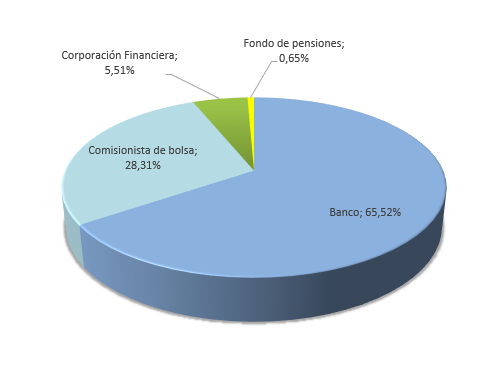 Fondo de pensiones;
0,65%
Corporación Financiera;
5,51%
Comisionista de bolsa;
28,31%
Banco; 65,52%